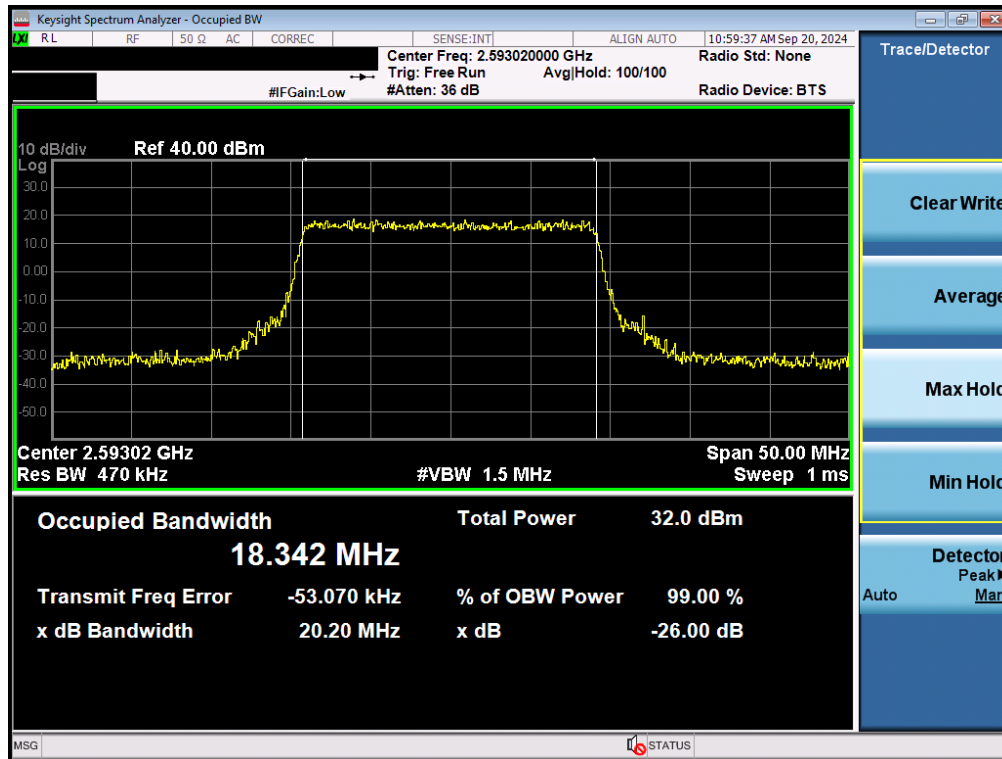 Keysight Spectrum Analyzer - Occupied BW
LXI RL RF 50 Ω AC CORREC SENSE:INT ALIGN AUTO 10:59:37 AM Sep 20, 2024
Center Freq: 2.593020000 GHz Radio Std: None
Trig: Free Run Avg|Hold: 100/100
#IFGain:Low #Atten: 36 dB Radio Device: BTS
Trace/Detector
10 dB/div Ref 40.00 dBm
Log
30.0
20.0
10.0
0.00
-10.0
-20.0
-30.0
-40.0
-50.0
Center 2.59302 GHz Span 50.00 MHz
Res BW 470 kHz #VBW 1.5 MHz Sweep 1 ms
Occupied Bandwidth Total Power 32.0 dBm
18.342 MHz
Transmit Freq Error -53.070 kHz % of OBW Power 99.00 %
x dB Bandwidth 20.20 MHz x dB -26.00 dB
Clear Write
Average
Max Hold
Min Hold
Detector
Peak
Auto Man
MSG STATUS